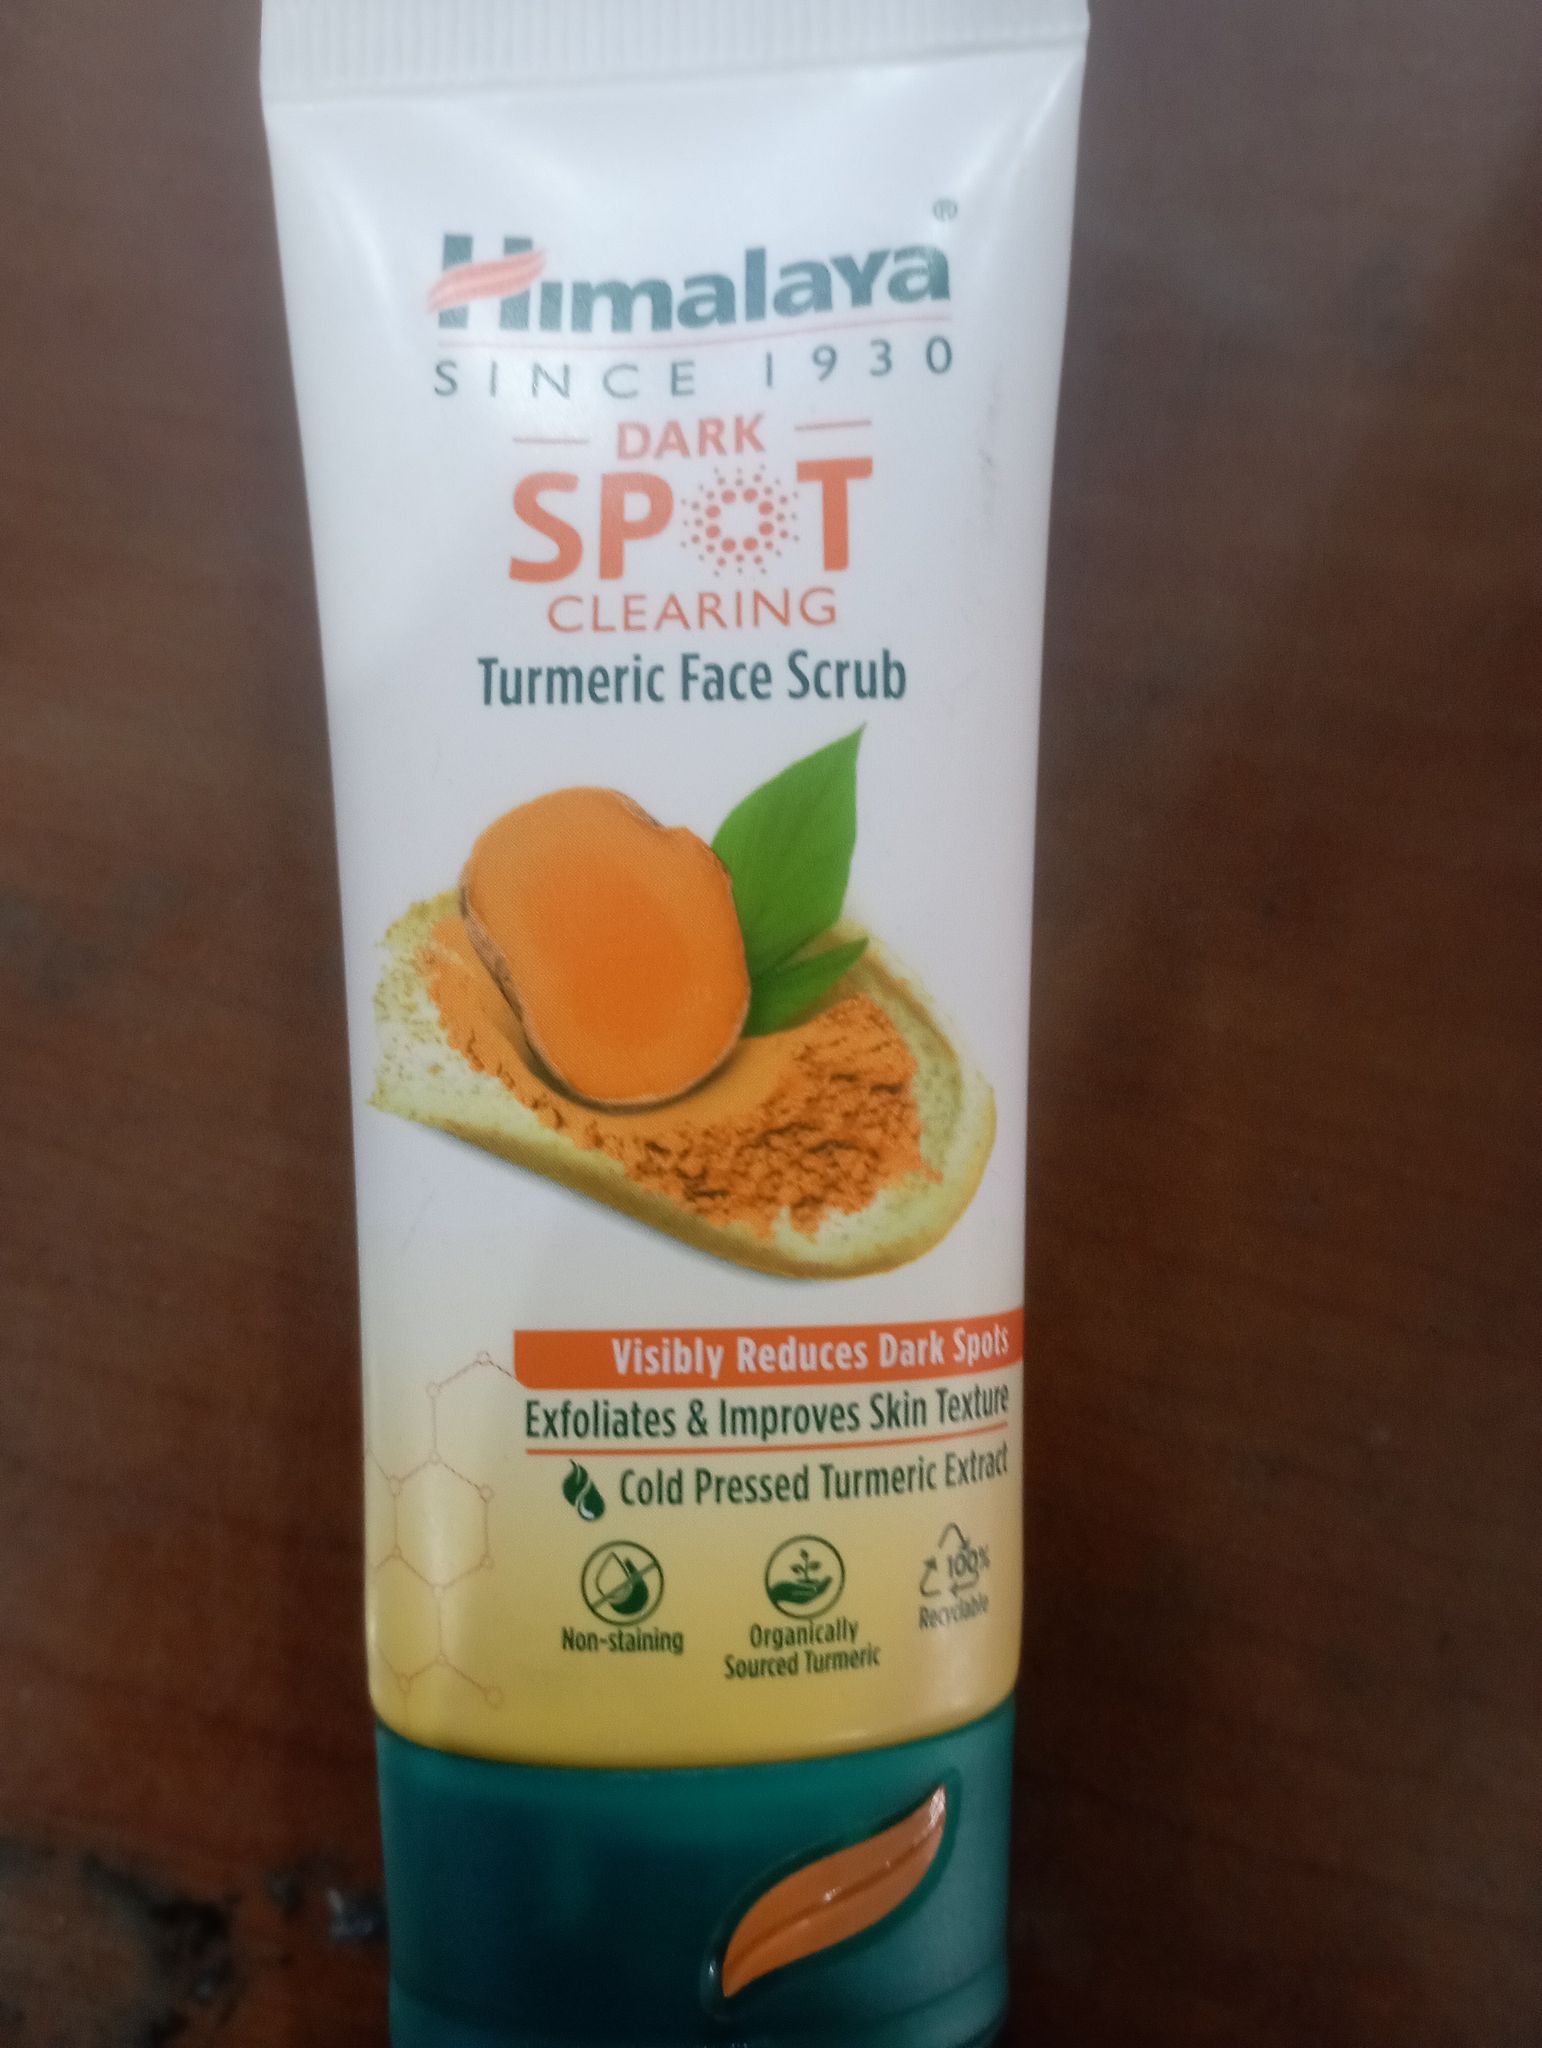 Himalaya®
SINCE 1930
DARK
SPOT
CLEARING
Turmeric Face Scrub
Visibly Reduces Dark Spots
Exfoliates & Improves Skin Texture
Cold Pressed Turmeric Extract
Non-staining
Organically
Sourced Turmeric
100%
Recyclable